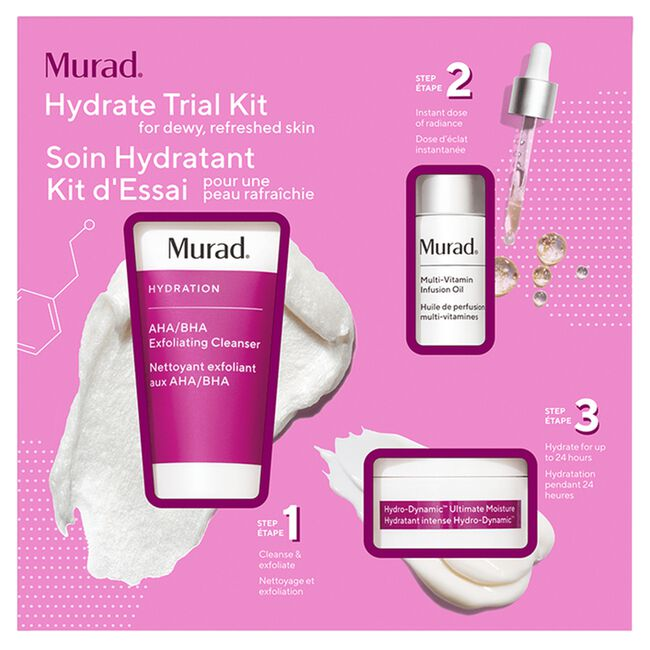 Murad.
Hydrate Trial Kit
for dewy, refreshed skin
Soin Hydratant
Kit d'Essai pour une
peau rafraîchie
Murad.
HYDRATION
AHA/BHA
Exfoliating Cleanser
Nettoyant exfoliant
aux AHA/BHA
STEP
ÉTAPE 1
Cleanse &
exfoliate
Nettoyage et
exfoliation
STEP
ÉTAPE 2
Instant dose
of radiance
Dose d'éclat
instantanée
Murad.
Multi-Vitamin
Infusion Oil
Huile de perfusion
multi-vitamines
STEP
ÉTAPE 3
Hydrate for up
to 24 hours
Hydratation
pendant 24
heures
Hydro-Dynamic™ Ultimate Moisture
Hydratant intense Hydro-Dynamic™